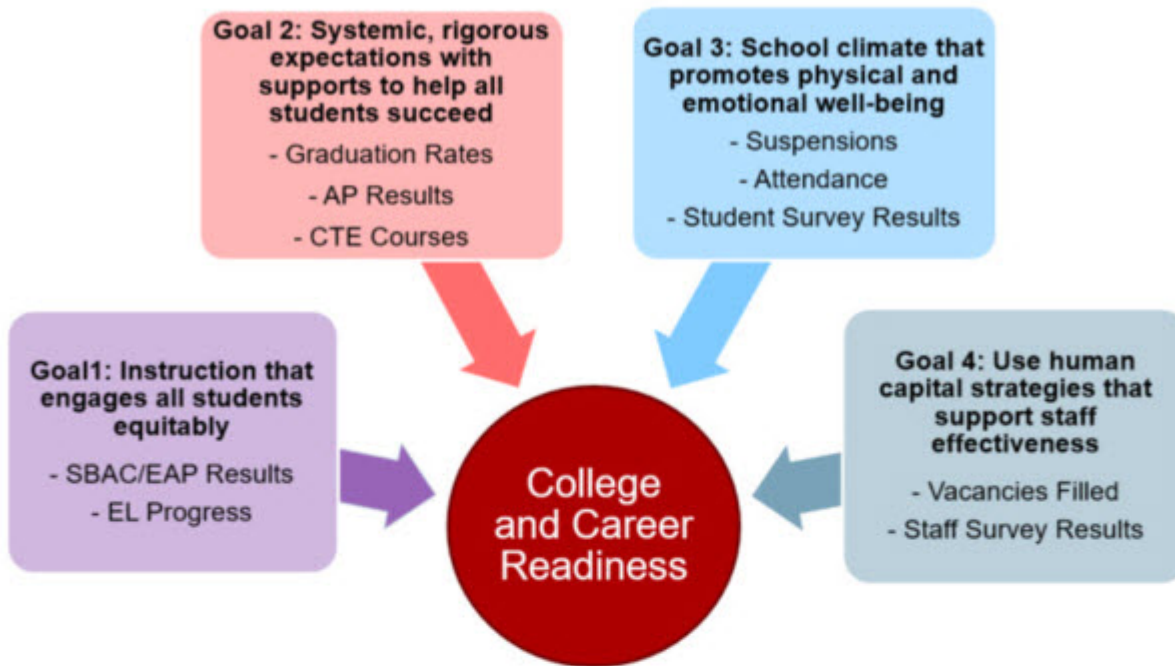 Goal 2: Systemic, rigorous
expectations with
supports to help all
students succeed
- Graduation Rates
- AP Results
- CTE Courses
Goal 3: School climate that
promotes physical and
emotional well-being
- Suspensions
- Attendance
- Student Survey Results
Goal1: Instruction that
engages all students
equitably
- SBAC/EAP Results
- EL Progress
Goal 4: Use human
capital strategies that
support staff
effectiveness
- Vacancies Filled
- Staff Survey Results
College
and Career
Readiness